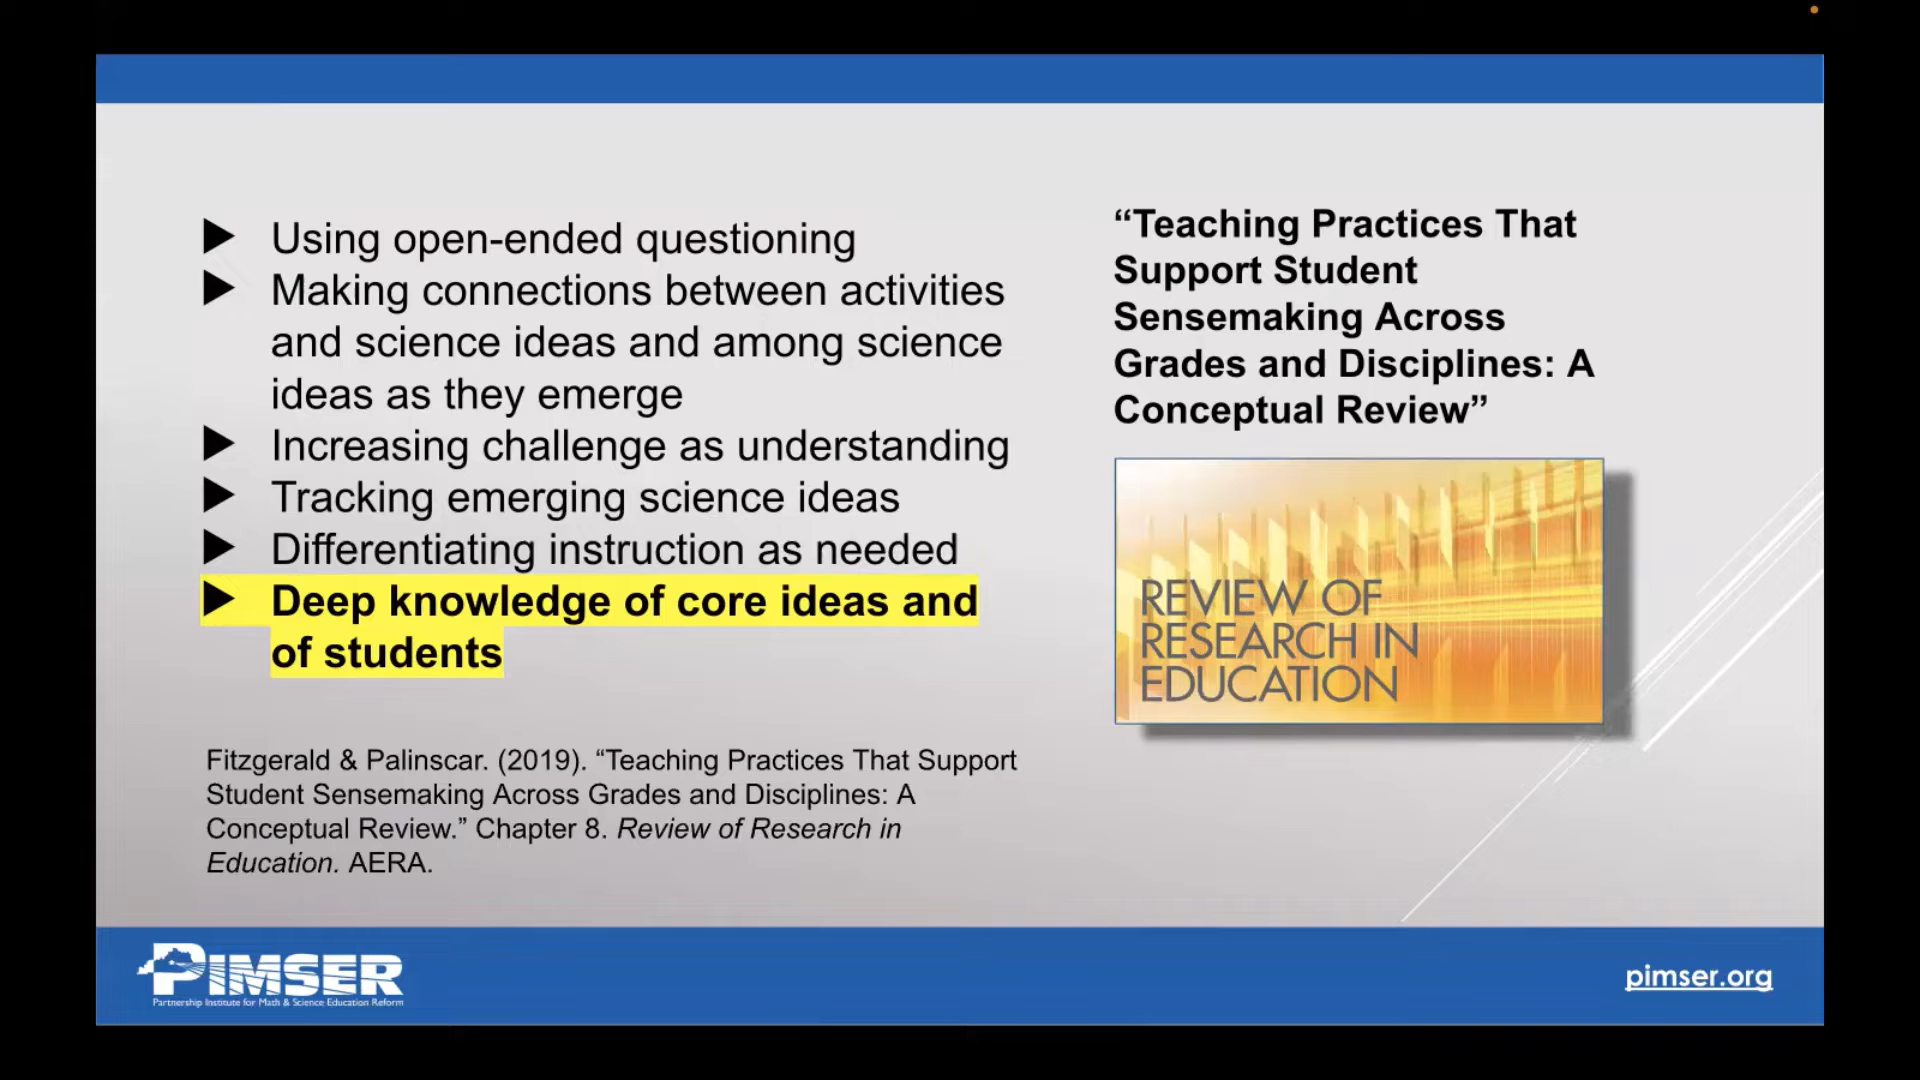 Using open-ended questioning
Making connections between activities
and science ideas and among science
ideas as they emerge
Increasing challenge as understanding
Tracking emerging science ideas
Differentiating instruction as needed
Deep knowledge of core ideas and
of students
Fitzgerald & Palinscar. (2019). “Teaching Practices That Support
Student Sensemaking Across Grades and Disciplines: A
Conceptual Review.” Chapter 8. Review of Research in
Education. AERA.
“Teaching Practices That
Support Student
Sensemaking Across
Grades and Disciplines: A
Conceptual Review”
REVIEW OF
RESEARCH IN
EDUCATION
PIMSER
Partnership Institute for Math & Science Education Reform
pimser.org